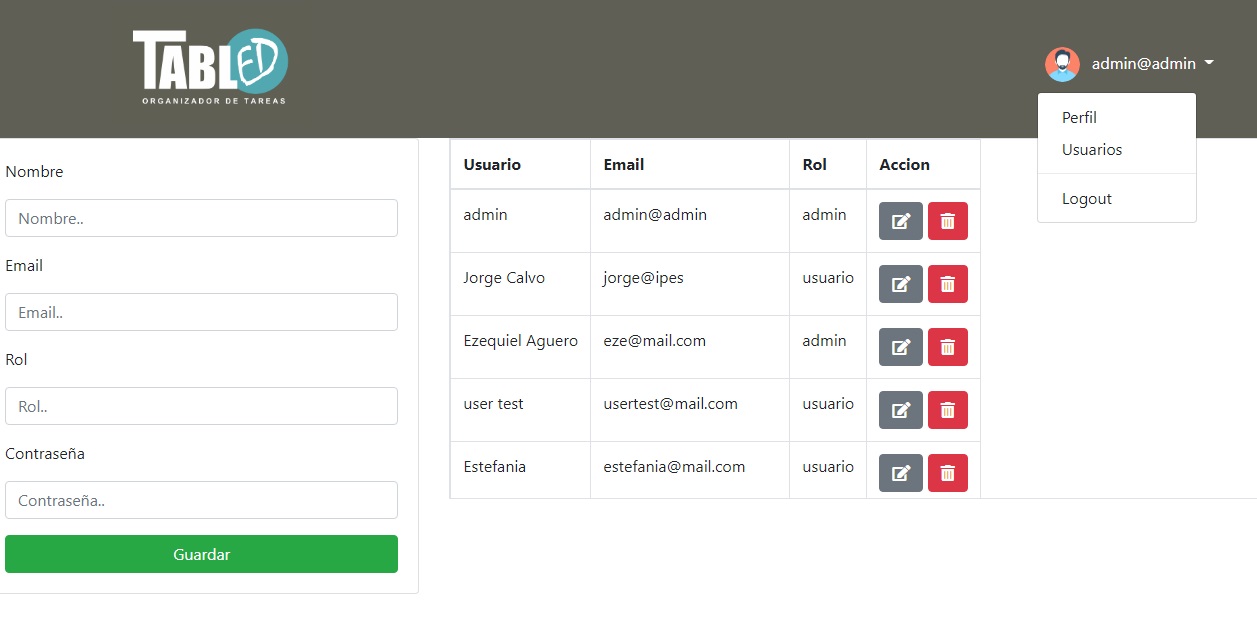 TABLED
ORGANIZADOR DE TAREAS
admin@admin
Perfil
Usuarios
Logout
Nombre
Nombre..
Email
Email..
Rol
Rol..
Contraseña
Contraseña..
Guardar
Usuario Email Rol Accion
admin admin@admin admin
Jorge Calvo jorge@ipes usuario
Ezequiel Aguero eze@mail.com admin
user test usertest@mail.com usuario
Estefania estefania@mail.com usuario